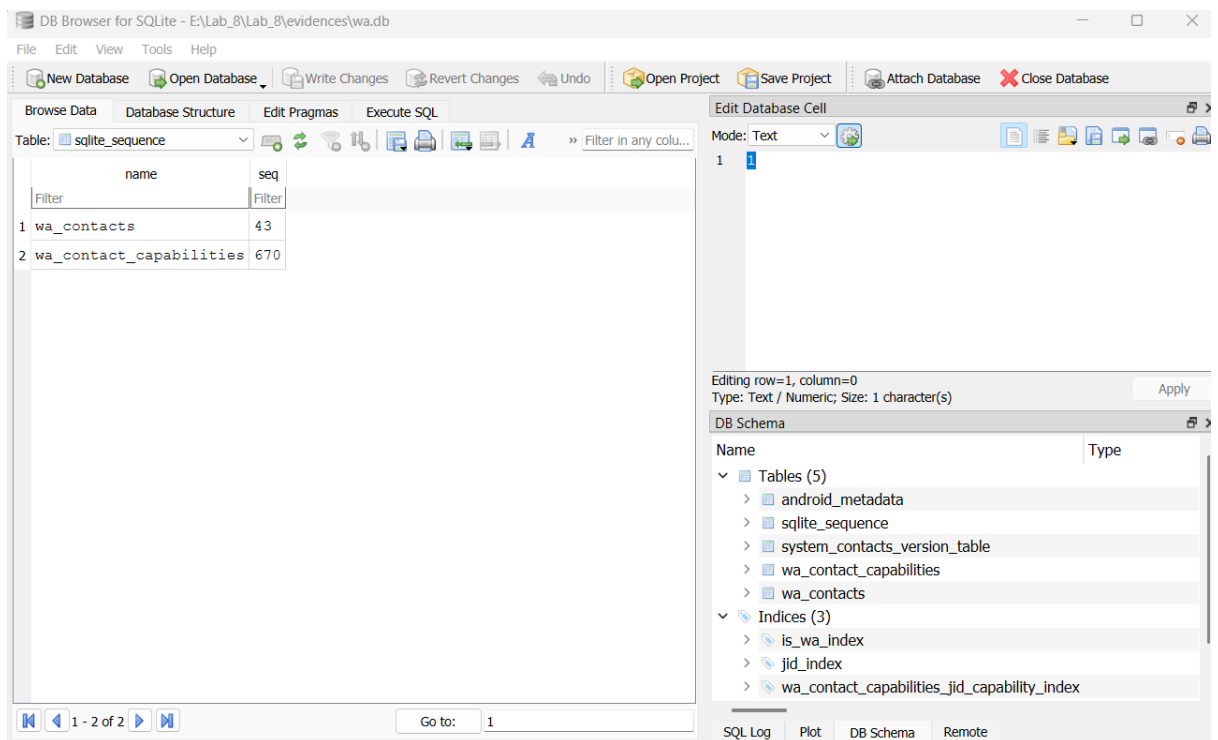 DB Browser for SQLite - E:\Lab_8\Lab_8\evidences\wa.db
File Edit View Tools Help
New Database Open Database Write Changes Revert Changes Undo Open Project Save Project Attach Database Close Database
Browse Data Database Structure Edit Pragmas Execute SQL
Table: sqlite_sequence » Filter in any colu...
name seq
Filter Filter
1 wa_contacts 43
2 wa_contact_capabilities 670
1 - 2 of 2 Go to: 1
Edit Database Cell
Mode: Text
1 1
Editing row=1, column=0
Type: Text / Numeric; Size: 1 character(s)
Apply
DB Schema
Name Type
Tables (5)
android_metadata
sqlite_sequence
system_contacts_version_table
wa_contact_capabilities
wa_contacts
Indices (3)
is_wa_index
jid_index
wa_contact_capabilities_jid_capability_index
SQL Log Plot DB Schema Remote